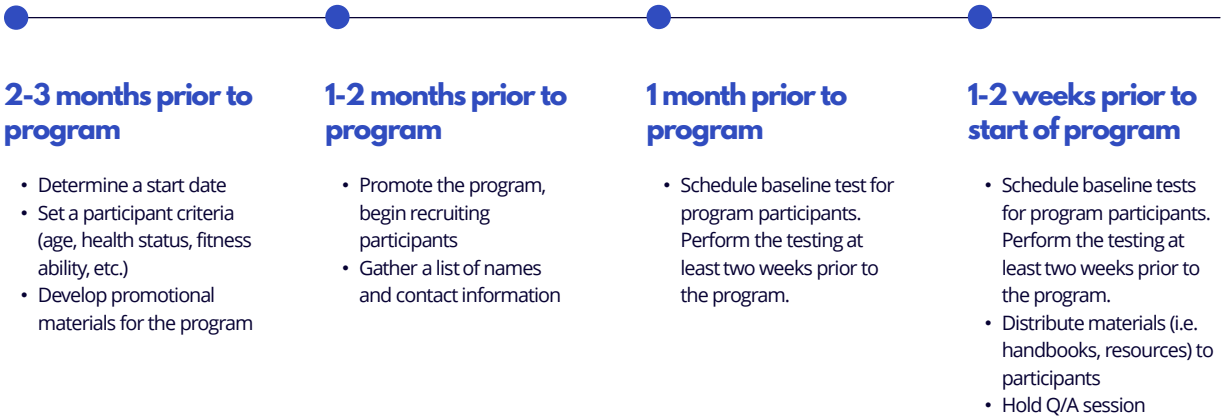 2-3 months prior to
program
• Determine a start date
• Set a participant criteria
(age, health status, fitness
ability, etc.)
• Develop promotional
materials for the program
1-2 months prior to
program
• Promote the program,
begin recruiting
participants
• Gather a list of names
and contact information
1 month prior to
program
• Schedule baseline test for
program participants.
Perform the testing at
least two weeks prior to
the program.
1-2 weeks prior to
start of program
• Schedule baseline tests
for program participants.
Perform the testing at
least two weeks prior to
the program.
• Distribute materials (i.e.
handbooks, resources) to
participants
• Hold Q/A session